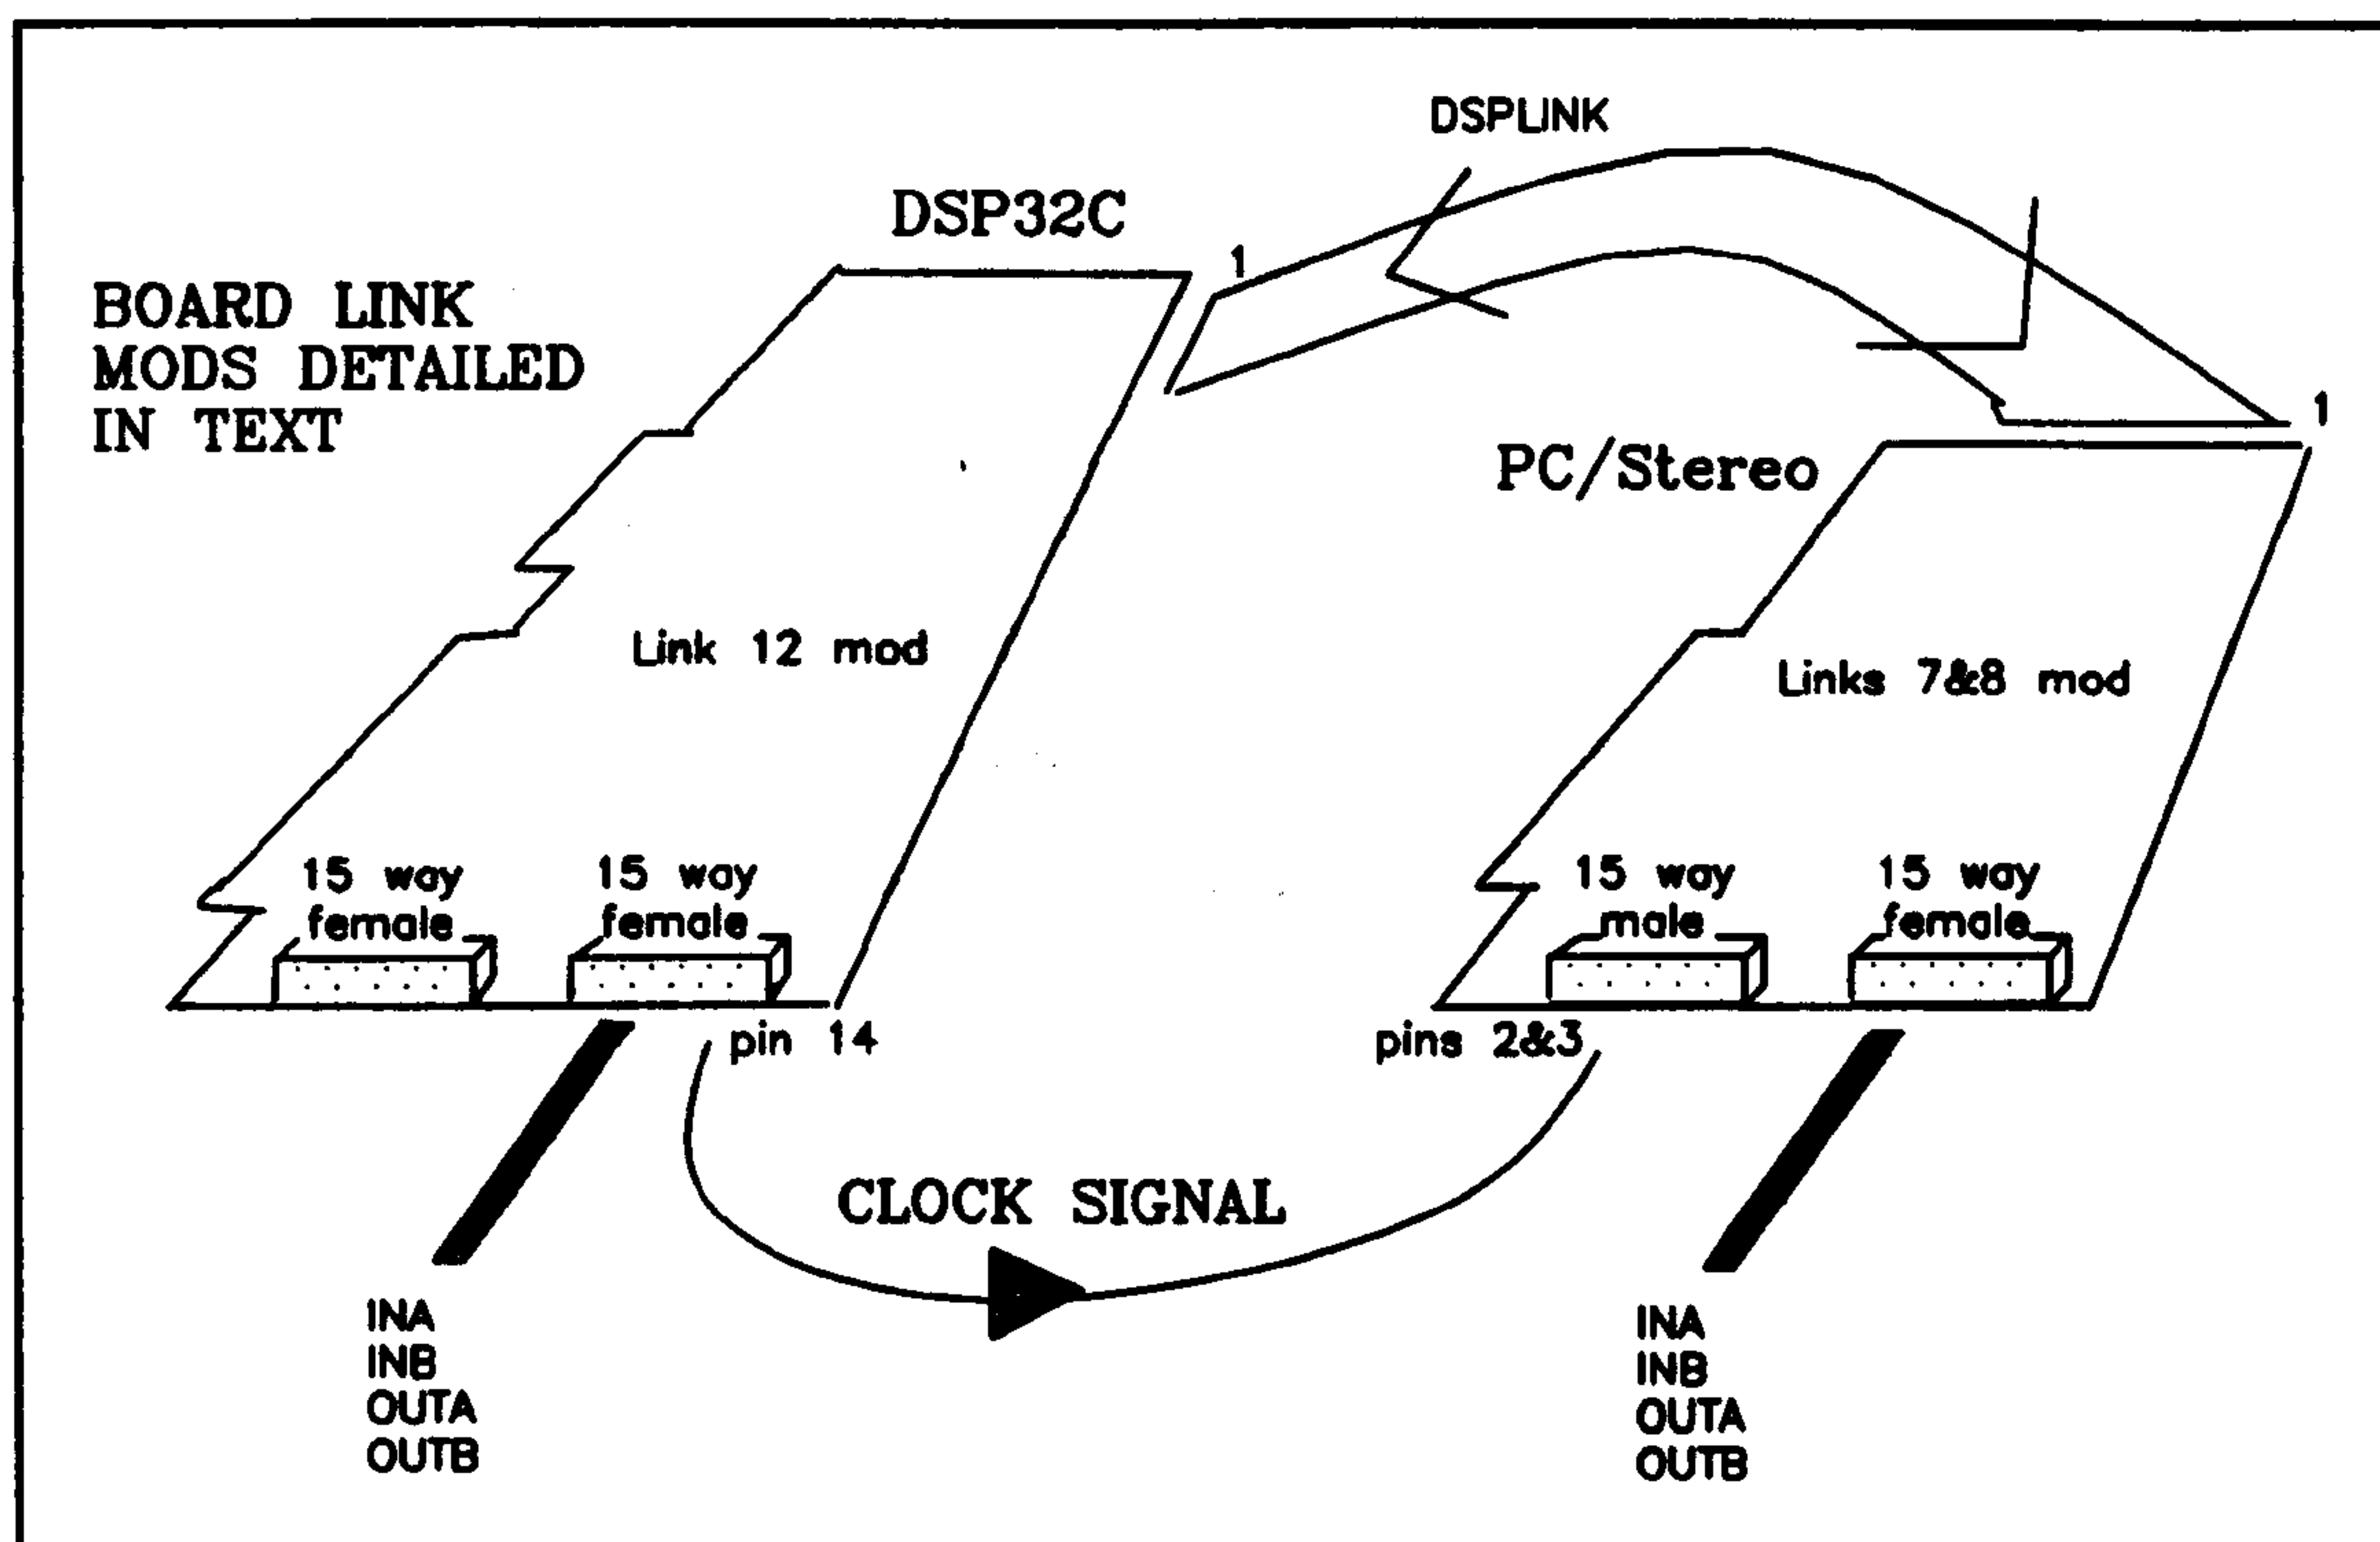 DSPLINK
DSP32C
1
BOARD LINK
MODS DETAILED
IN TEXT
1
PC/Stereo
Link 12 mod
Links 7&8 mod
15 way
female
15 way
female
15 way
male
15 way
female
pin 14
pins 2&3
CLOCK SIGNAL
INA
INB
OUTA
OUTB
INA
INB
OUTA
OUTB